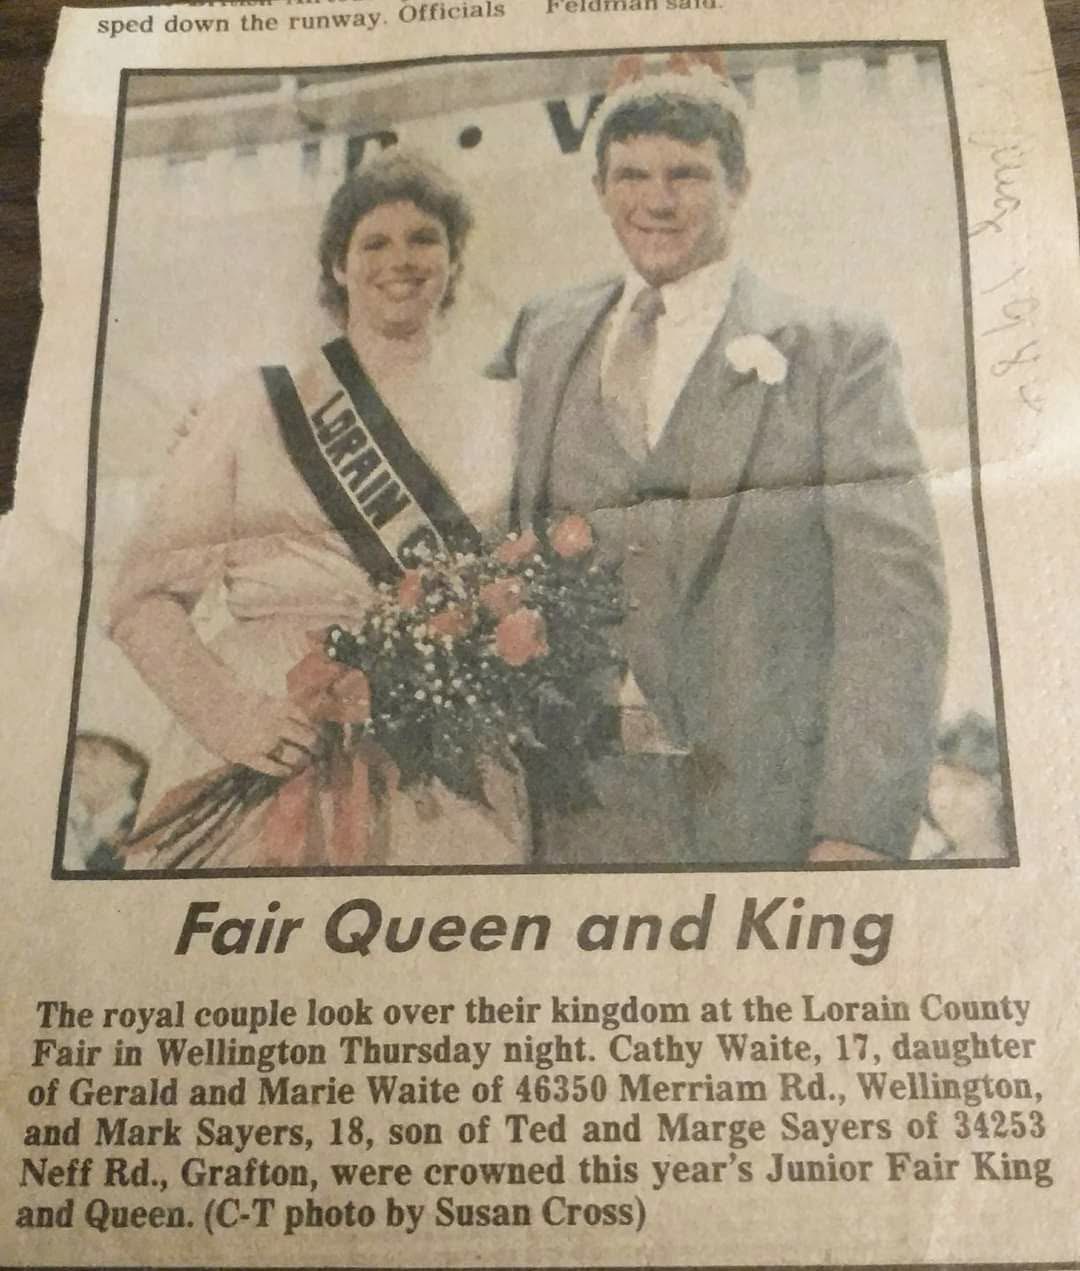 sped down the runway. Officials
Feldman said.
LORAIN C
Fair Queen and King
The royal couple look over their kingdom at the Lorain County
Fair in Wellington Thursday night. Cathy Waite, 17, daughter
of Gerald and Marie Waite of 46350 Merriam Rd., Wellington,
and Mark Sayers, 18, son of Ted and Marge Sayers of 34253
Neff Rd., Grafton, were crowned this year's Junior Fair King
and Queen. (C-T photo by Susan Cross)